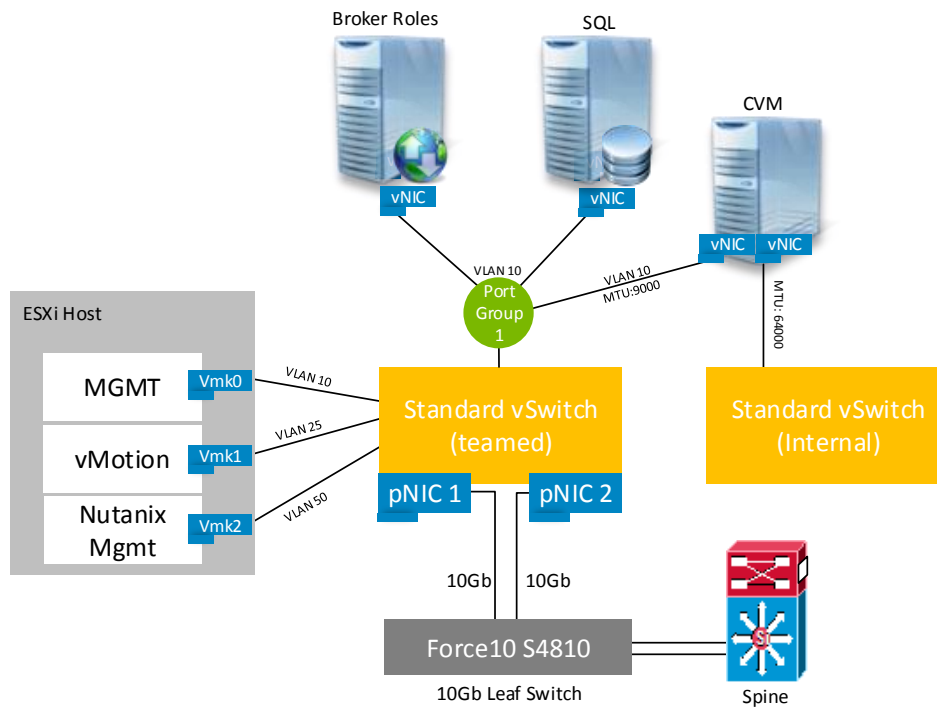 Broker Roles
SQL
CVM
vNIC
vNIC
vNIC
vNIC
VLAN 10
VLAN 10
MTU:9000
MTU: 64000
Port
Group
1
ESXi Host
MGMT
Vmk0
VLAN 10
vMotion
Vmk1
VLAN 25
Nutanix
Mgmt
Vmk2
VLAN 50
Standard vSwitch
(teamed)
Standard vSwitch
(Internal)
pNIC 1
pNIC 2
10Gb
10Gb
Force10 S4810
10Gb Leaf Switch
Si
Spine